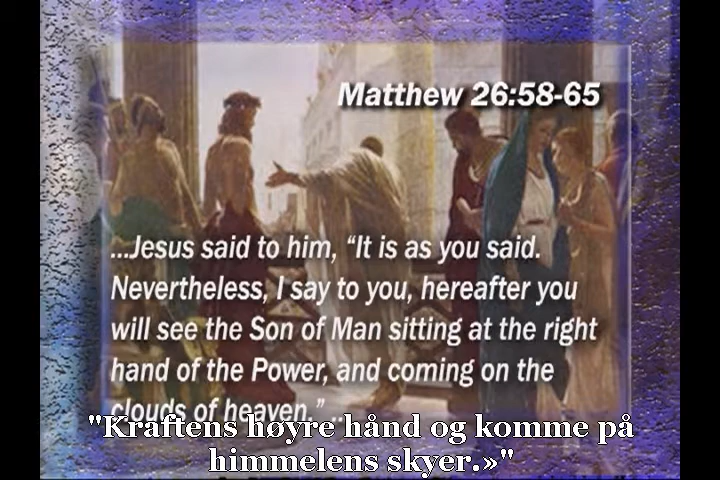 Matthew 26:58-65
...Jesus said to him, “It is as you said.
Nevertheless, I say to you, hereafter you
will see the Son of Man sitting at the right
hand of the Power, and coming on the
clouds of heaven.” ...
"Kraftens høyre hånd og komme på
himmelens skyer.»"